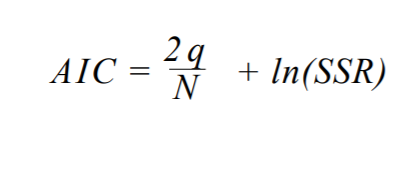 AIC = 2q/N + ln(SSR)